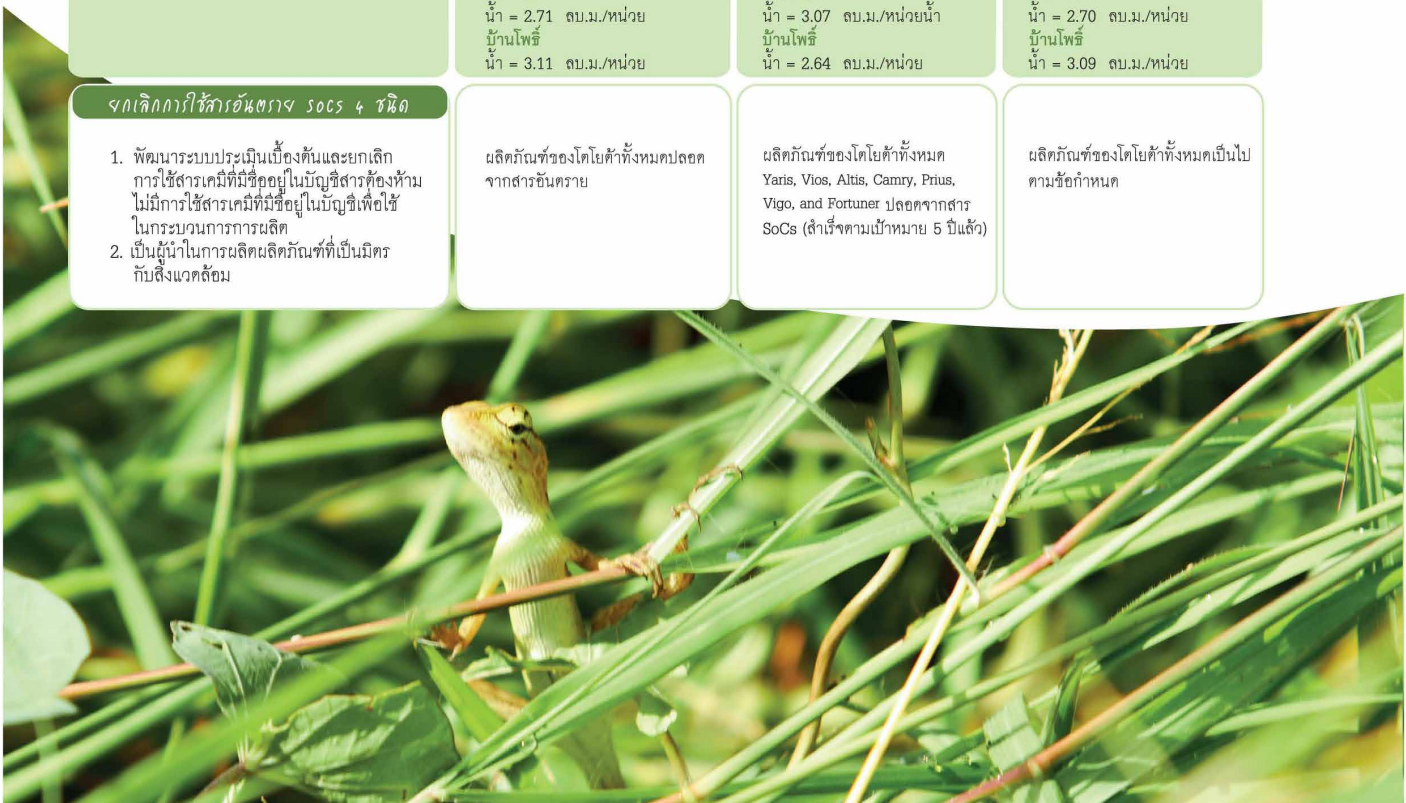 น้ำ = 2.71 ลบ.ม./หน่วย
บ้านโพธิ์
น้ำ = 3.11 ลบ.ม./หน่วย
น้ำ = 3.07 ลบ.ม./หน่วยน้ำ
บ้านโพธิ์
น้ำ = 2.64 ลบ.ม./หน่วย
น้ำ = 2.70 ลบ.ม./หน่วย
บ้านโพธิ์
น้ำ = 3.09 ลบ.ม./หน่วย
ยกเลิกการใช้สารอันตราย SOCs 4 ชนิด
1. พัฒนาระบบประเมินเบื้องต้นและยกเลิก
การใช้สารเคมีที่มีชื่ออยู่ในบัญชีสารต้องห้าม
ไม่มีการใช้สารเคมีที่มีชื่อยู่ในบัญชีเพื่อใช้
ในกระบวนการการผลิต
2. เป็นผู้นำในการผลิตผลิตภัณฑ์ที่เป็นมิตร
กับสิ่งแวดล้อม
ผลิตภัณฑ์ของโตโยต้าทั้งหมดปลอด
จากสารอันตราย
ผลิตภัณฑ์ของโตโยต้าทั้งหมด
Yaris, Vios, Altis, Camry, Prius,
Vigo, and Fortuner ปลอดจากสาร
SoCs (สำเร็จตามเป้าหมาย 5 ปีแล้ว)
ผลิตภัณฑ์ของโตโยต้าทั้งหมดเป็นไป
ตามข้อกำหนด